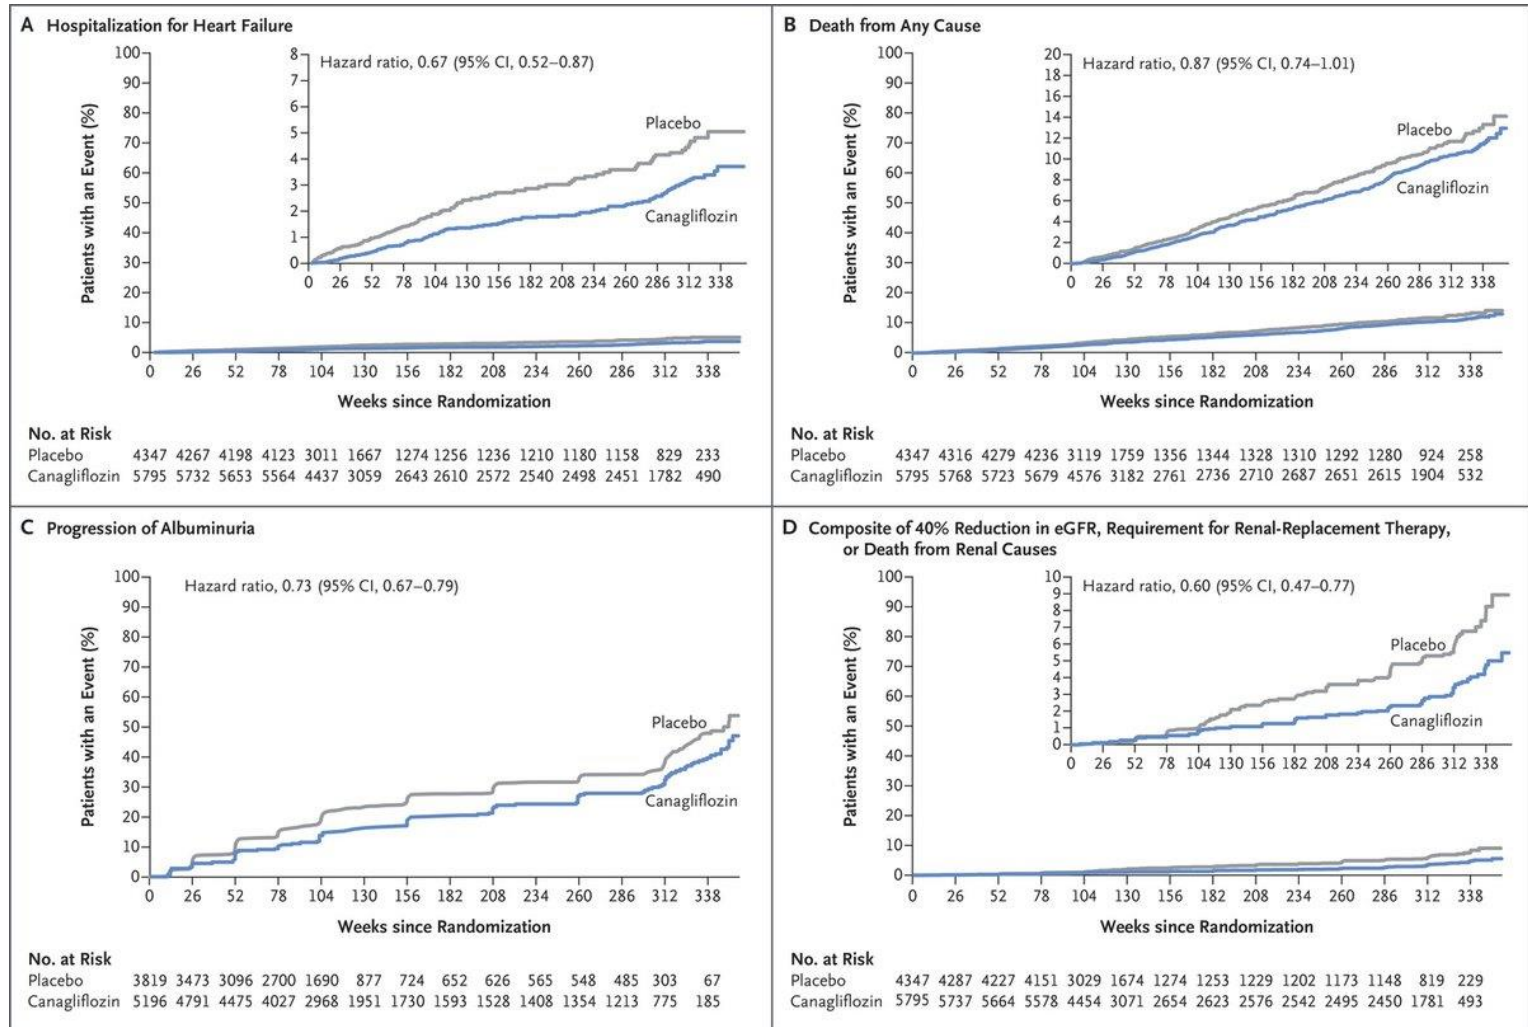 A Hospitalization for Heart Failure
Patients with an Event (%)
100
90
80
70
60
50
40
30
20
10
0
0 26 52 78 104 130 156 182 208 234 260 286 312 338
Hazard ratio, 0.67 (95% CI, 0.52–0.87)
8
7
6
5
4
3
2
1
0
0 26 52 78 104 130 156 182 208 234 260 286 312 338
Placebo
Canagliflozin
Weeks since Randomization
No. at Risk
Placebo 4347 4267 4198 4123 3011 1667 1274 1256 1236 1210 1180 1158 829 233
Canagliflozin 5795 5732 5653 5564 4437 3059 2643 2610 2572 2540 2498 2451 1782 490
B Death from Any Cause
Patients with an Event (%)
100
90
80
70
60
50
40
30
20
10
0
0 26 52 78 104 130 156 182 208 234 260 286 312 338
Hazard ratio, 0.87 (95% CI, 0.74–1.01)
20
18
16
14
12
10
8
6
4
2
0
0 26 52 78 104 130 156 182 208 234 260 286 312 338
Placebo
Canagliflozin
Weeks since Randomization
No. at Risk
Placebo 4347 4316 4279 4236 3119 1759 1356 1344 1328 1310 1292 1280 924 258
Canagliflozin 5795 5768 5723 5679 4576 3182 2761 2736 2710 2687 2651 2615 1904 532
C Progression of Albuminuria
Patients with an Event (%)
100
90
80
70
60
50
40
30
20
10
0
0 26 52 78 104 130 156 182 208 234 260 286 312 338
Hazard ratio, 0.73 (95% CI, 0.67–0.79)
Placebo
Canagliflozin
Weeks since Randomization
No. at Risk
Placebo 3819 3473 3096 2700 1690 877 724 652 626 565 548 485 303 67
Canagliflozin 5196 4791 4475 4027 2968 1951 1730 1593 1528 1408 1354 1213 775 185
D Composite of 40% Reduction in eGFR, Requirement for Renal-Replacement Therapy,
or Death from Renal Causes
Patients with an Event (%)
100
90
80
70
60
50
40
30
20
10
0
0 26 52 78 104 130 156 182 208 234 260 286 312 338
Hazard ratio, 0.60 (95% CI, 0.47–0.77)
10
9
8
7
6
5
4
3
2
1
0
0 26 52 78 104 130 156 182 208 234 260 286 312 338
Placebo
Canagliflozin
Weeks since Randomization
No. at Risk
Placebo 4347 4287 4227 4151 3029 1674 1274 1253 1229 1202 1173 1148 819 229
Canagliflozin 5795 5737 5664 5578 4454 3071 2654 2623 2576 2542 2495 2450 1781 493